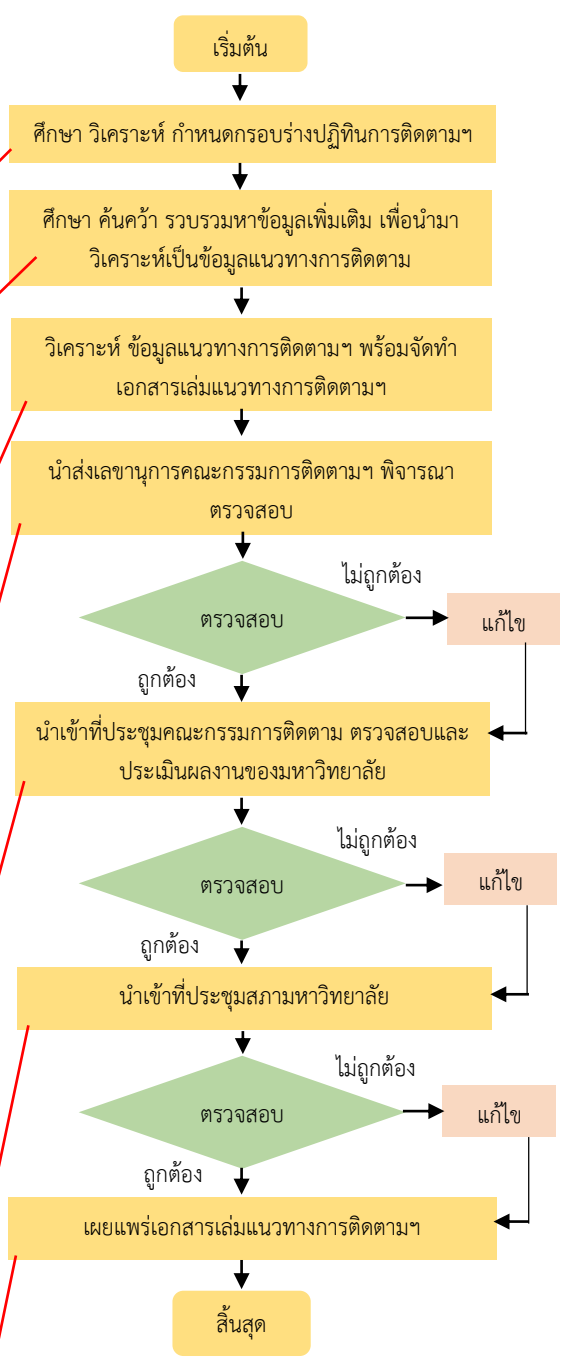 เริ่มต้น
ศึกษา วิเคราะห์ กำหนดกรอบร่างปฏิทินการติดตามฯ
ศึกษา ค้นคว้า รวบรวมหาข้อมูลเพิ่มเติม เพื่อนำมา
วิเคราะห์เป็นข้อมูลแนวทางการติดตาม
วิเคราะห์ ข้อมูลแนวทางการติดตามฯ พร้อมจัดทำ
เอกสารเล่มแนวทางการติดตามฯ
นำส่งเลขานุการคณะกรรมการติดตามฯ พิจารณา
ตรวจสอบ
ไม่ถูกต้อง
ตรวจสอบ
แก้ไข
ถูกต้อง
นำเข้าที่ประชุมคณะกรรมการติดตาม ตรวจสอบและ
ประเมินผลงานของมหาวิทยาลัย
ไม่ถูกต้อง
ตรวจสอบ
แก้ไข
ถูกต้อง
นำเข้าที่ประชุมสภามหาวิทยาลัย
ไม่ถูกต้อง
ตรวจสอบ
แก้ไข
ถูกต้อง
เผยแพร่เอกสารเล่มแนวทางการติดตามฯ
สิ้นสุด